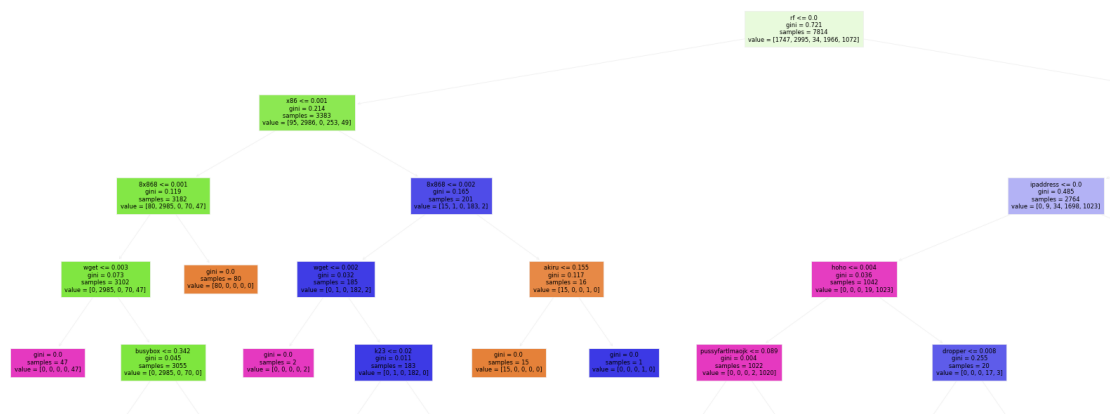 rf <= 0.0
gini = 0.721
samples = 7814
value = [1747, 2995, 34, 1966, 1072]
x86 <= 0.001
gini = 0.214
samples = 3383
value = [95, 2986, 0, 253, 49]
8x868 <= 0.001
gini = 0.119
samples = 3182
value = [80, 2985, 0, 70, 47]
8x868 <= 0.002
gini = 0.165
samples = 201
value = [15, 1, 0, 183, 2]
ipaddress <= 0.0
gini = 0.485
samples = 2764
value = [0, 9, 34, 1698, 1023]
wget <= 0.003
gini = 0.073
samples = 3102
value = [0, 2985, 0, 70, 47]
gini = 0.0
samples = 80
value = [80, 0, 0, 0, 0]
wget <= 0.002
gini = 0.032
samples = 185
value = [0, 1, 0, 182, 2]
akiru <= 0.155
gini = 0.117
samples = 16
value = [15, 0, 0, 1, 0]
hoho <= 0.004
gini = 0.036
samples = 1042
value = [0, 0, 0, 19, 1023]
gini = 0.0
samples = 47
value = [0, 0, 0, 0, 47]
busybox <= 0.342
gini = 0.045
samples = 3055
value = [0, 2985, 0, 70, 0]
gini = 0.0
samples = 2
value = [0, 0, 0, 0, 2]
k23 <= 0.02
gini = 0.011
samples = 183
value = [0, 1, 0, 182, 0]
gini = 0.0
samples = 15
value = [15, 0, 0, 0, 0]
gini = 0.0
samples = 1
value = [0, 0, 0, 1, 0]
pussyfartlmaojk <= 0.089
gini = 0.004
samples = 1022
value = [0, 0, 0, 2, 1020]
dropper <= 0.008
gini = 0.255
samples = 20
value = [0, 0, 0, 17, 3]